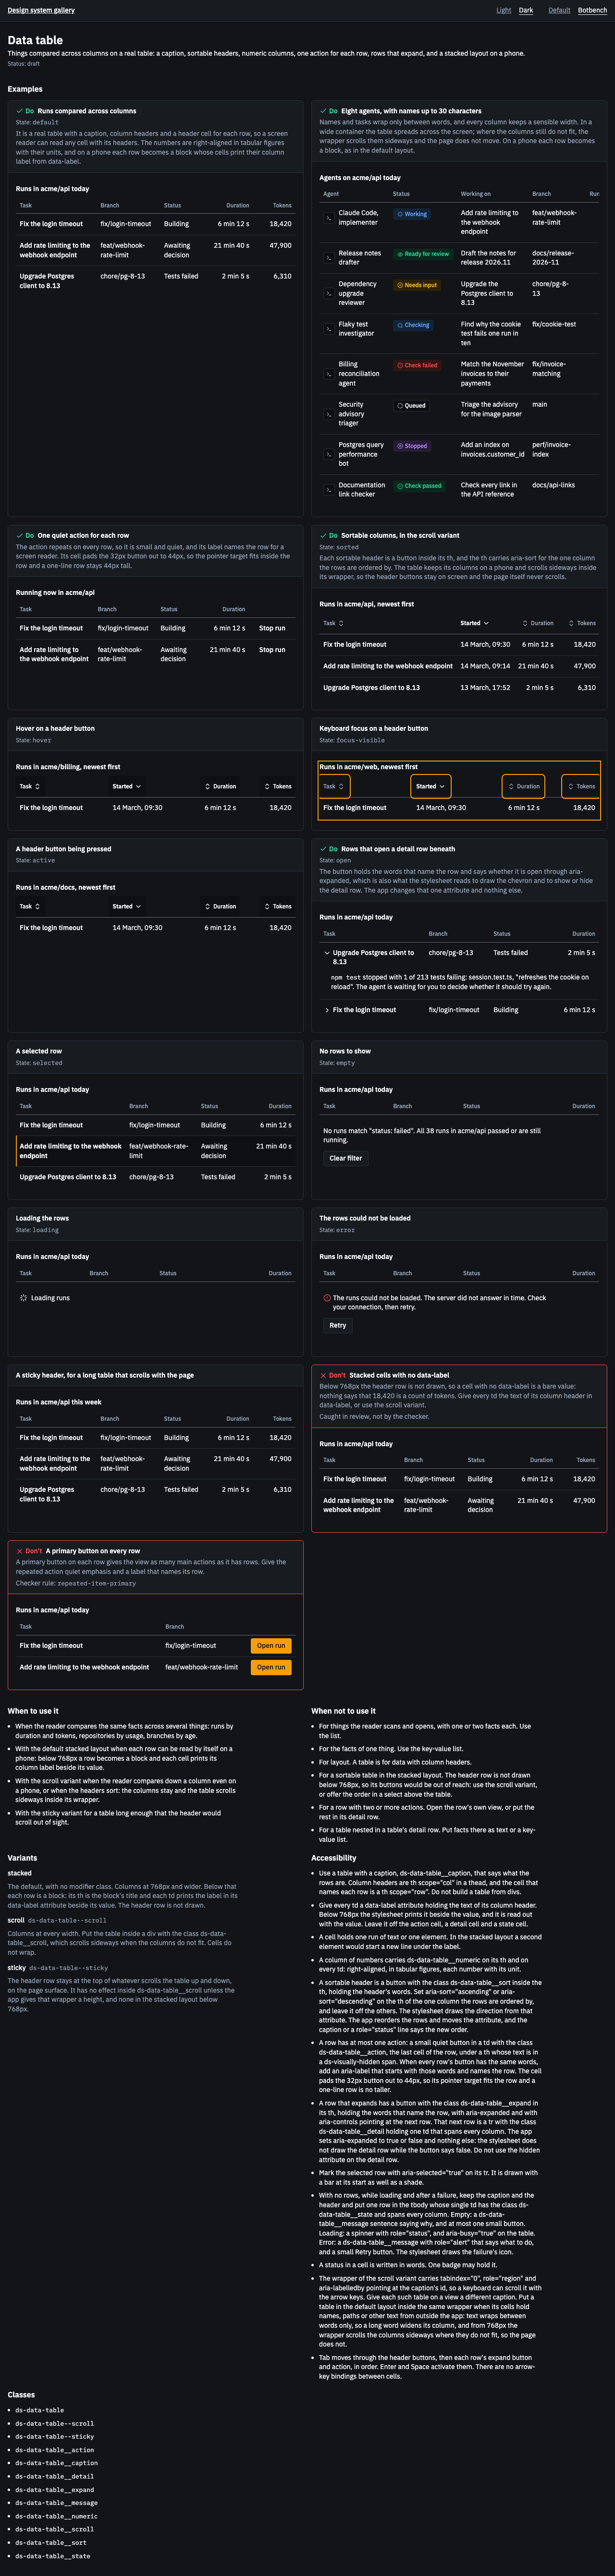 Design system gallery
Light Dark Default Botbench
Data table
Things compared across columns on a real table: a caption, sortable headers, numeric columns, one action for each row, rows that expand, and a stacked layout on a phone.
Status: draft
Examples
Do Runs compared across columns
State: default
It is a real table with a caption, column headers and a header cell for each row, so a screen
reader can read any cell with its headers. The numbers are right-aligned in tabular figures
with their units, and on a phone each row becomes a block whose cells print their column
label from data-label.
Runs in acme/api today
Task Branch Status Duration Tokens
Fix the login timeout fix/login-timeout Building 6 min 12 s 18,420
Add rate limiting to the feat/webhook- Awaiting 21 min 40 s 47,900
webhook endpoint rate-limit decision
Upgrade Postgres chore/pg-8-13 Tests failed 2 min 5 s 6,310
client to 8.13
Do Eight agents, with names up to 30 characters
Names and tasks wrap only between words, and every column keeps a sensible width. In a
wide container the table spreads across the screen; where the columns still do not fit, the
wrapper scrolls them sideways and the page does not move. On a phone each row becomes
a block, as in the default layout.
Agents on acme/api today
Agent Status Working on Branch Run
Claude Code, Working Add rate limiting to feat/webhook-
implementer the webhook rate-limit
endpoint
Release notes Ready for review Draft the notes for docs/release-
drafter release 2026.11 2026-11
Dependency Needs input Upgrade the chore/pg-8-
upgrade Postgres client to 13
reviewer 8.13
Flaky test Checking Find why the cookie fix/cookie-test
investigator test fails one run in
ten
Billing Check failed Match the November fix/invoice-
reconciliation invoices to their matching
agent payments
Security Queued Triage the advisory main
advisory for the image parser
triager
Postgres query Stopped Add an index on perf/invoice-
performance invoices.customer_id index
bot
Documentation Check passed Check every link in docs/api-links
link checker the API reference
Do One quiet action for each row
The action repeats on every row, so it is small and quiet, and its label names the row for a
screen reader. Its cell pads the 32px button out to 44px, so the pointer target fits inside the
row and a one-line row stays 44px tall.
Running now in acme/api
Task Branch Status Duration
Fix the login timeout fix/login-timeout Building 6 min 12 s Stop run
Add rate limiting to feat/webhook- Awaiting 21 min 40 s Stop run
the webhook endpoint rate-limit decision
Do Sortable columns, in the scroll variant
State: sorted
Each sortable header is a button inside its th, and the th carries aria-sort for the one column
the rows are ordered by. The table keeps its columns on a phone and scrolls sideways
inside its wrapper, so the header buttons stay on screen and the page itself never scrolls.
Runs in acme/api, newest first
Task Started Duration Tokens
Fix the login timeout 14 March, 09:30 6 min 12 s 18,420
Add rate limiting to the webhook endpoint 14 March, 09:14 21 min 40 s 47,900
Upgrade Postgres client to 8.13 13 March, 17:52 2 min 5 s 6,310
Hover on a header button
State: hover
Runs in acme/billing, newest first
Task Started Duration Tokens
Fix the login timeout 14 March, 09:30 6 min 12 s 18,420
Keyboard focus on a header button
State: focus-visible
Runs in acme/web, newest first
Task Started Duration Tokens
Fix the login timeout 14 March, 09:30 6 min 12 s 18,420
A header button being pressed
State: active
Runs in acme/docs, newest first
Task Started Duration Tokens
Fix the login timeout 14 March, 09:30 6 min 12 s 18,420
Do Rows that open a detail row beneath
State: open
The button holds the words that name the row and says whether it is open through aria-
expanded, which is also what the stylesheet reads to draw the chevron and to show or hide
the detail row. The app changes that one attribute and nothing else.
Runs in acme/api today
Task Branch Status Duration
Upgrade Postgres client to chore/pg-8-13 Tests failed 2 min 5 s
8.13
npm test stopped with 1 of 213 tests failing: session.test.ts, "refreshes the cookie on
reload". The agent is waiting for you to decide whether it should try again.
Fix the login timeout fix/login-timeout Building 6 min 12 s
A selected row
State: selected
Runs in acme/api today
Task Branch Status Duration
Fix the login timeout fix/login-timeout Building 6 min 12 s
Add rate limiting to the webhook feat/webhook-rate- Awaiting 21 min 40 s
endpoint limit decision
Upgrade Postgres client to 8.13 chore/pg-8-13 Tests failed 2 min 5 s
No rows to show
State: empty
Runs in acme/api today
Task Branch Status Duration
No runs match "status: failed". All 38 runs in acme/api passed or are still
running.
Clear filter
Loading the rows
State: loading
Runs in acme/api today
Task Branch Status Duration
Loading runs
The rows could not be loaded
State: error
Runs in acme/api today
Task Branch Status Duration
The runs could not be loaded. The server did not answer in time. Check
your connection, then retry.
Retry
A sticky header, for a long table that scrolls with the page
Runs in acme/api this week
Task Branch Status Duration Tokens
Fix the login timeout fix/login-timeout Building 6 min 12 s 18,420
Add rate limiting to the feat/webhook- Awaiting 21 min 40 s 47,900
webhook endpoint rate-limit decision
Upgrade Postgres chore/pg-8-13 Tests failed 2 min 5 s 6,310
client to 8.13
Don't Stacked cells with no data-label
Below 768px the header row is not drawn, so a cell with no data-label is a bare value:
nothing says that 18,420 is a count of tokens. Give every td the text of its column header in
data-label, or use the scroll variant.
Caught in review, not by the checker.
Runs in acme/api today
Task Branch Status Duration Tokens
Fix the login timeout fix/login-timeout Building 6 min 12 s 18,420
Add rate limiting to the feat/webhook- Awaiting 21 min 40 s 47,900
webhook endpoint rate-limit decision
Don't A primary button on every row
A primary button on each row gives the view as many main actions as it has rows. Give the
repeated action quiet emphasis and a label that names its row.
Checker rule: repeated-item-primary
Runs in acme/api today
Task Branch
Fix the login timeout fix/login-timeout Open run
Add rate limiting to the webhook endpoint feat/webhook-rate-limit Open run
When to use it
When the reader compares the same facts across several things: runs by
duration and tokens, repositories by usage, branches by age.
With the default stacked layout when each row can be read by itself on a
phone: below 768px a row becomes a block and each cell prints its
column label beside its value.
With the scroll variant when the reader compares down a column even on
a phone, or when the headers sort: the columns stay and the table scrolls
sideways inside its wrapper.
With the sticky variant for a table long enough that the header would
scroll out of sight.
When not to use it
For things the reader scans and opens, with one or two facts each. Use
the list.
For the facts of one thing. Use the key-value list.
For layout. A table is for data with column headers.
For a sortable table in the stacked layout. The header row is not drawn
below 768px, so its buttons would be out of reach: use the scroll variant,
or offer the order in a select above the table.
For a row with two or more actions. Open the row's own view, or put the
rest in its detail row.
For a table nested in a table's detail row. Put facts there as text or a key-
value list.
Variants
stacked
The default, with no modifier class. Columns at 768px and wider. Below that
each row is a block: its th is the block's title and each td prints the label in its
data-label attribute beside its value. The header row is not drawn.
scroll ds-data-table--scroll
Columns at every width. Put the table inside a div with the class ds-data-
table__scroll, which scrolls sideways when the columns do not fit. Cells do
not wrap.
sticky ds-data-table--sticky
The header row stays at the top of whatever scrolls the table up and down,
on the page surface. It has no effect inside ds-data-table__scroll unless the
app gives that wrapper a height, and none in the stacked layout below
768px.
Accessibility
Use a table with a caption, ds-data-table__caption, that says what the
rows are. Column headers are th scope="col" in a thead, and the cell that
names each row is a th scope="row". Do not build a table from divs.
Give every td a data-label attribute holding the text of its column header.
Below 768px the stylesheet prints it beside the value, and it is read out
with the value. Leave it off the action cell, a detail cell and a state cell.
A cell holds one run of text or one element. In the stacked layout a second
element would start a new line under the label.
A column of numbers carries ds-data-table__numeric on its th and on
every td: right-aligned, in tabular figures, each number with its unit.
A sortable header is a button with the class ds-data-table__sort inside the
th, holding the header's words. Set aria-sort="ascending" or aria-
sort="descending" on the th of the one column the rows are ordered by, and
leave it off the others. The stylesheet draws the direction from that
attribute. The app reorders the rows and moves the attribute, and the
caption or a role="status" line says the new order.
A row has at most one action: a small quiet button in a td with the class
ds-data-table__action, the last cell of the row, under a th whose text is in
a ds-visually-hidden span. When every row's button has the same words,
add an aria-label that starts with those words and names the row. The cell
pads the 32px button out to 44px, so its pointer target fits the row and a
one-line row is no taller.
A row that expands has a button with the class ds-data-table__expand in
its th, holding the words that name the row, with aria-expanded and with
aria-controls pointing at the next row. That next row is a tr with the class
ds-data-table__detail holding one td that spans every column. The app
sets aria-expanded to true or false and nothing else: the stylesheet does
not draw the detail row while the button says false. Do not use the hidden
attribute on the detail row.
Mark the selected row with aria-selected="true" on its tr. It is drawn with
a bar at its start as well as a shade.
With no rows, while loading and after a failure, keep the caption and the
header and put one row in the tbody whose single td has the class ds-
data-table__state and spans every column. Empty: a ds-data-
table__message sentence saying why, and at most one small button.
Loading: a spinner with role="status", and aria-busy="true" on the table.
Error: a ds-data-table__message with role="alert" that says what to do,
and a small Retry button. The stylesheet draws the failure's icon.
A status in a cell is written in words. One badge may hold it.
The wrapper of the scroll variant carries tabindex="0", role="region" and
aria-labelledby pointing at the caption's id, so a keyboard can scroll it with
the arrow keys. Give each such table on a view a different caption. Put a
table in the default layout inside the same wrapper when its cells hold
names, paths or other text from outside the app: text wraps between
words only, so a long word widens its column, and from 768px the
wrapper scrolls the columns sideways where they do not fit, so the page
does not.
Tab moves through the header buttons, then each row's expand button
and action, in order. Enter and Space activate them. There are no arrow-
key bindings between cells.
Classes
ds-data-table
ds-data-table--scroll
ds-data-table--sticky
ds-data-table__action
ds-data-table__caption
ds-data-table__detail
ds-data-table__expand
ds-data-table__message
ds-data-table__numeric
ds-data-table__scroll
ds-data-table__sort
ds-data-table__state